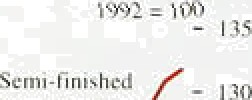 1992 = 100
– 135
Semi-finished
– 130